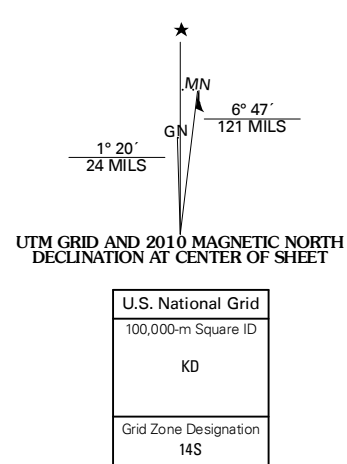 ★
MN
GN
6° 47´
121 MILS
1° 20´
24 MILS
UTM GRID AND 2010 MAGNETIC NORTH
DECLINATION AT CENTER OF SHEET
U.S. National Grid
100,000-m Square ID
KD
Grid Zone Designation
14S